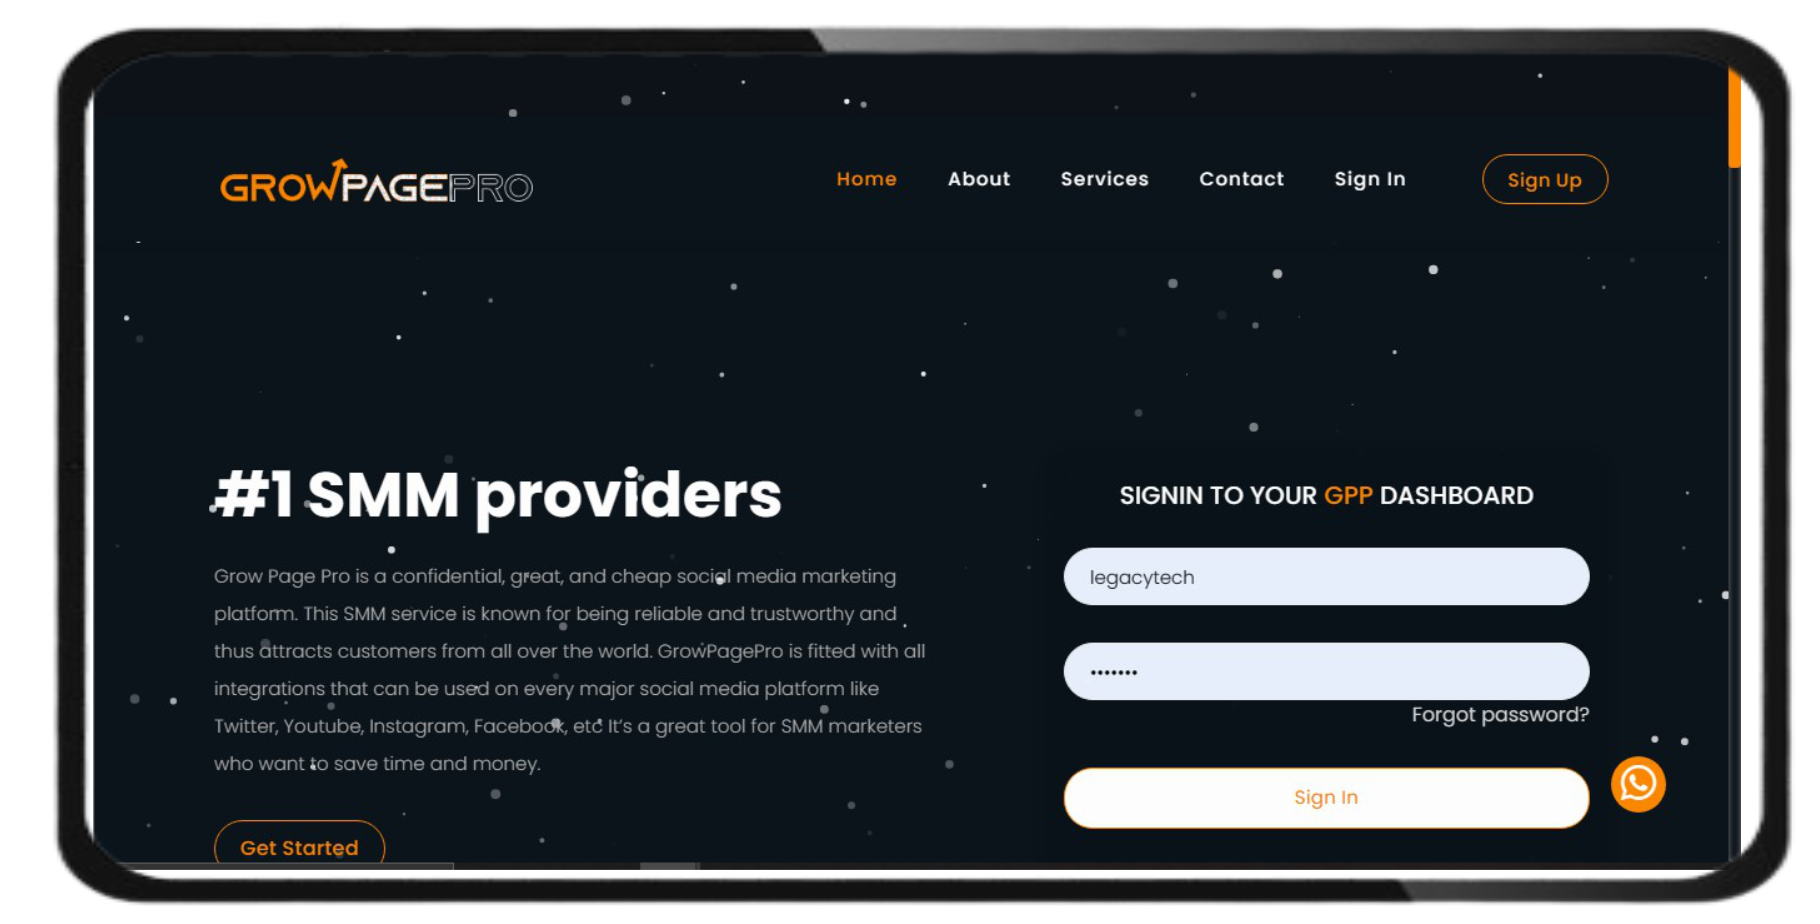 GROWPAGEPRO
Home About Services Contact Sign In Sign Up
#1 SMM providers
Grow Page Pro is a confidential, great, and cheap social media marketing
platform. This SMM service is known for being reliable and trustworthy and
thus attracts customers from all over the world. GrowPagePro is fitted with all
integrations that can be used on every major social media platform like
Twitter, Youtube, Instagram, Facebook, etc It's a great tool for SMM marketers
who want to save time and money.
Get Started
SIGNIN TO YOUR GPP DASHBOARD
legacytech
•••••••
Forgot password?
Sign In